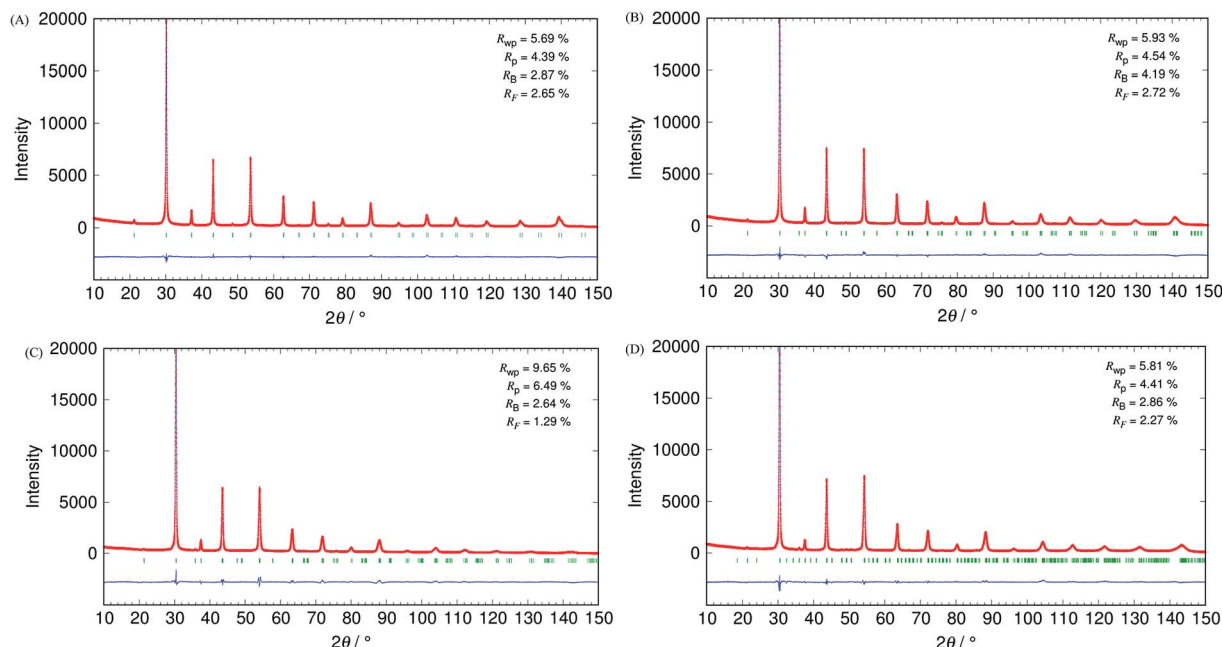 (A)
20000
15000
10000
5000
0
Intensity
R_wp = 5.69 %
R_p = 4.39 %
R_B = 2.87 %
R_F = 2.65 %
10 20 30 40 50 60 70 80 90 100 110 120 130 140 150
2θ / °
(B)
20000
15000
10000
5000
0
Intensity
R_wp = 5.93 %
R_p = 4.54 %
R_B = 4.19 %
R_F = 2.72 %
10 20 30 40 50 60 70 80 90 100 110 120 130 140 150
2θ / °
(C)
20000
15000
10000
5000
0
Intensity
R_wp = 9.65 %
R_p = 6.49 %
R_B = 2.64 %
R_F = 1.29 %
10 20 30 40 50 60 70 80 90 100 110 120 130 140 150
2θ / °
(D)
20000
15000
10000
5000
0
Intensity
R_wp = 5.81 %
R_p = 4.41 %
R_B = 2.86 %
R_F = 2.27 %
10 20 30 40 50 60 70 80 90 100 110 120 130 140 150
2θ / °